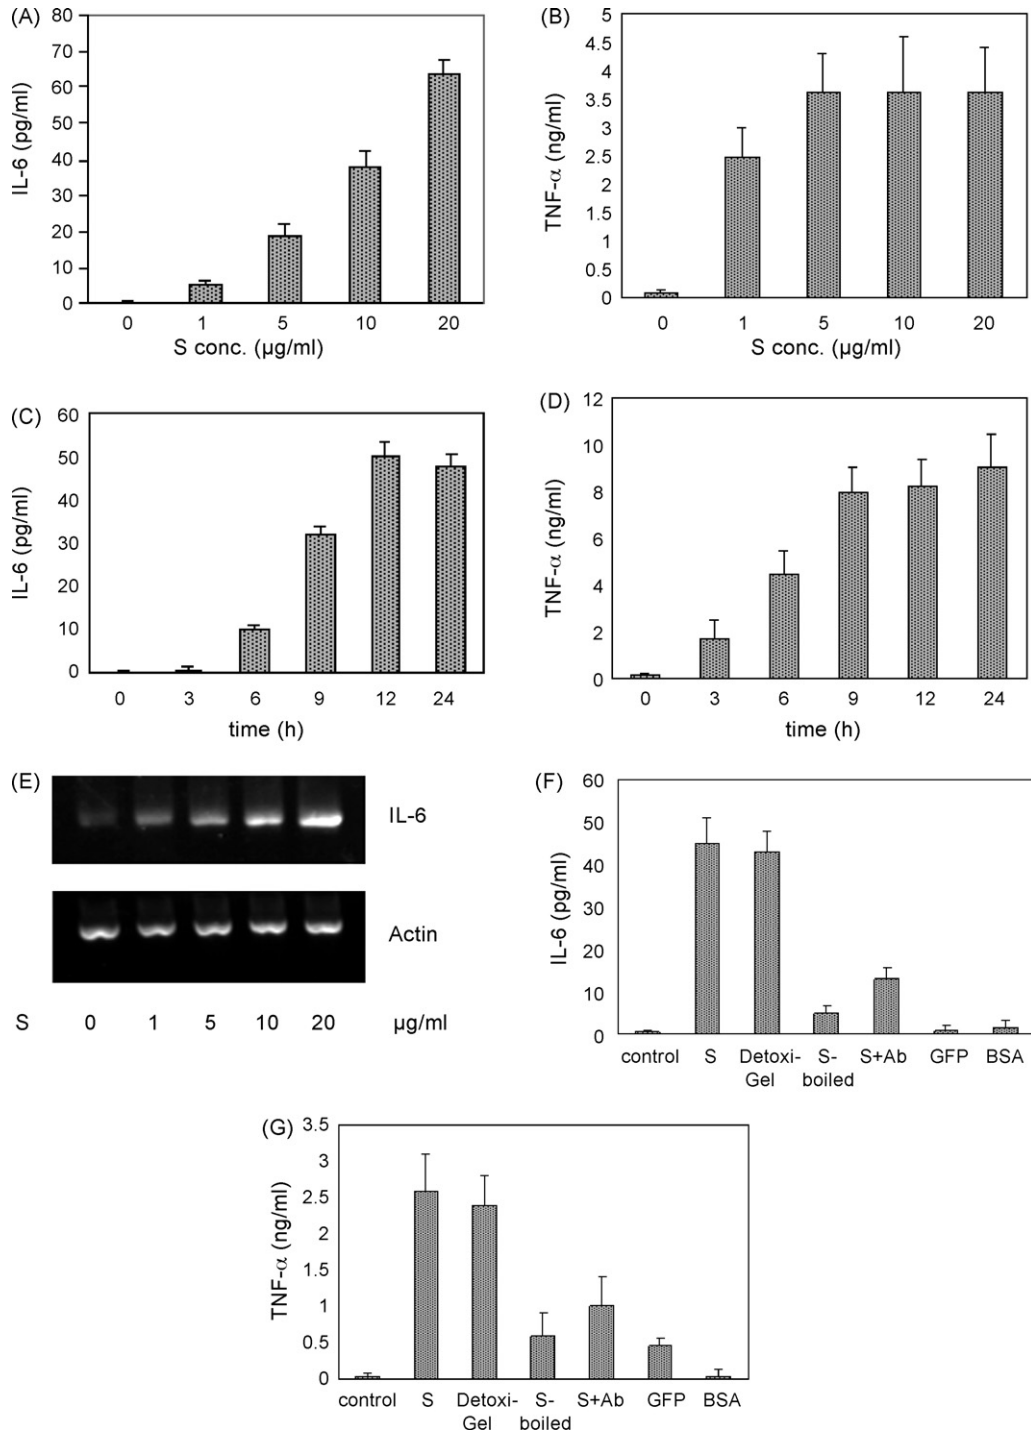 (A)
80
70
60
50
40
30
20
10
0
IL-6 (pg/ml)
0 1 5 10 20
S conc. (µg/ml)
(B)
5
4.5
4
3.5
3
2.5
2
1.5
1
0.5
0
TNF-α (ng/ml)
0 1 5 10 20
S conc. (µg/ml)
(C)
60
50
40
30
20
10
0
IL-6 (pg/ml)
0 3 6 9 12 24
time (h)
(D)
12
10
8
6
4
2
0
TNF-α (ng/ml)
0 3 6 9 12 24
time (h)
(E)
IL-6
Actin
S 0 1 5 10 20 µg/ml
(F)
60
50
40
30
20
10
0
IL-6 (pg/ml)
control S Detoxi- S- S+Ab GFP BSA
Gel boiled
(G)
3.5
3
2.5
2
1.5
1
0.5
0
TNF-α (ng/ml)
control S Detoxi- S- S+Ab GFP BSA
Gel boiled